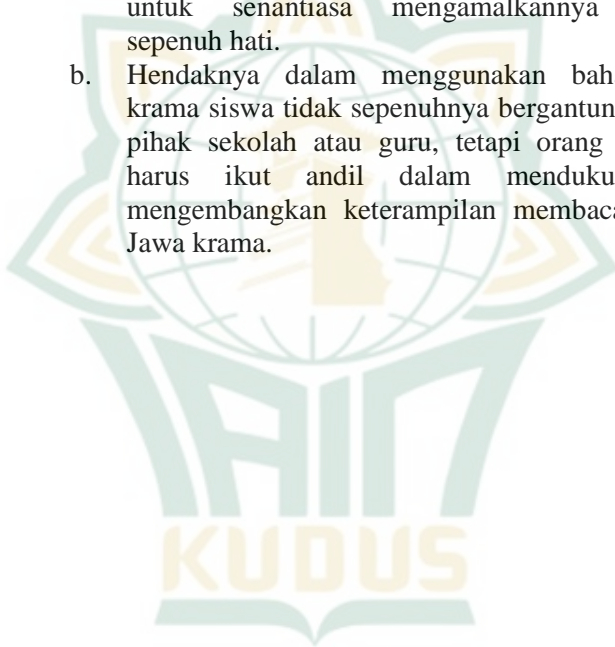 untuk senantiasa mengamalkannya
sepenuh hati.
b. Hendaknya dalam menggunakan bah
krama siswa tidak sepenuhnya bergantun
pihak sekolah atau guru, tetapi orang
harus ikut andil dalam menduku
mengembangkan keterampilan membaca
Jawa krama.
IAIN
KUDUS